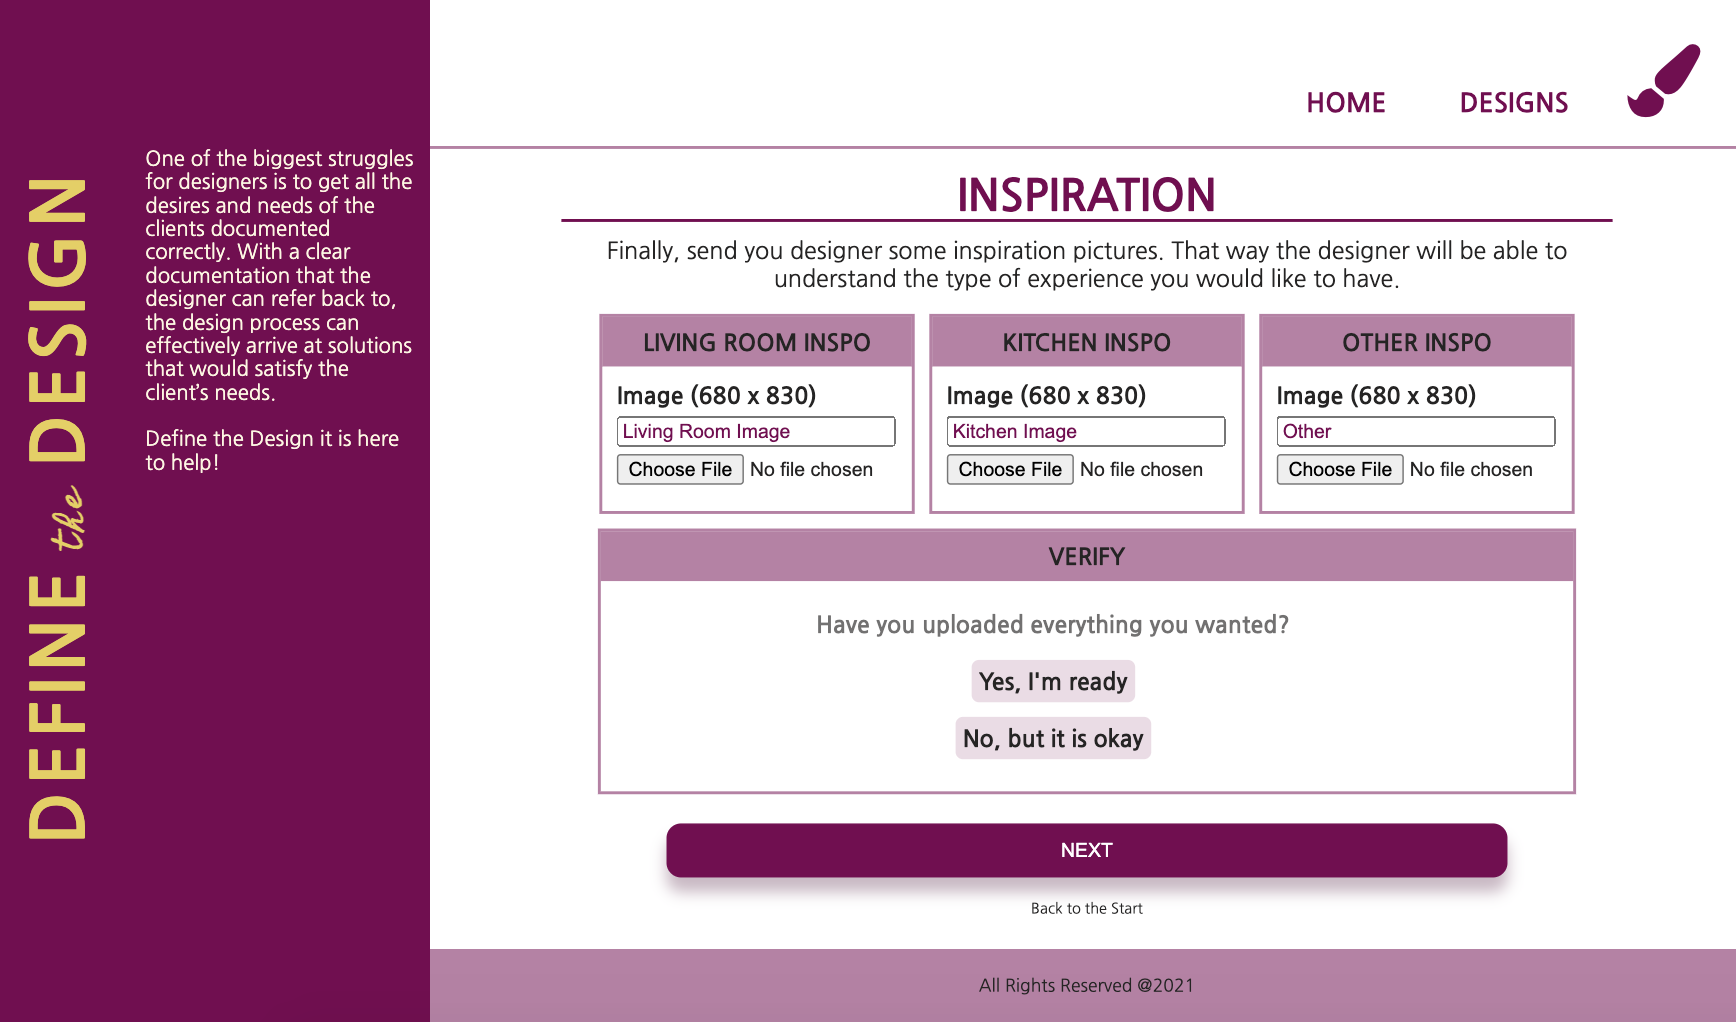 DEFINE the DESIGN
One of the biggest struggles
for designers is to get all the
desires and needs of the
clients documented
correctly. With a clear
documentation that the
designer can refer back to,
the design process can
effectively arrive at solutions
that would satisfy the
client’s needs.
Define the Design it is here
to help!
HOME DESIGNS
INSPIRATION
Finally, send you designer some inspiration pictures. That way the designer will be able to
understand the type of experience you would like to have.
LIVING ROOM INSPO
Image (680 x 830)
Living Room Image
Choose File No file chosen
KITCHEN INSPO
Image (680 x 830)
Kitchen Image
Choose File No file chosen
OTHER INSPO
Image (680 x 830)
Other
Choose File No file chosen
VERIFY
Have you uploaded everything you wanted?
Yes, I'm ready
No, but it is okay
NEXT
Back to the Start
All Rights Reserved @2021